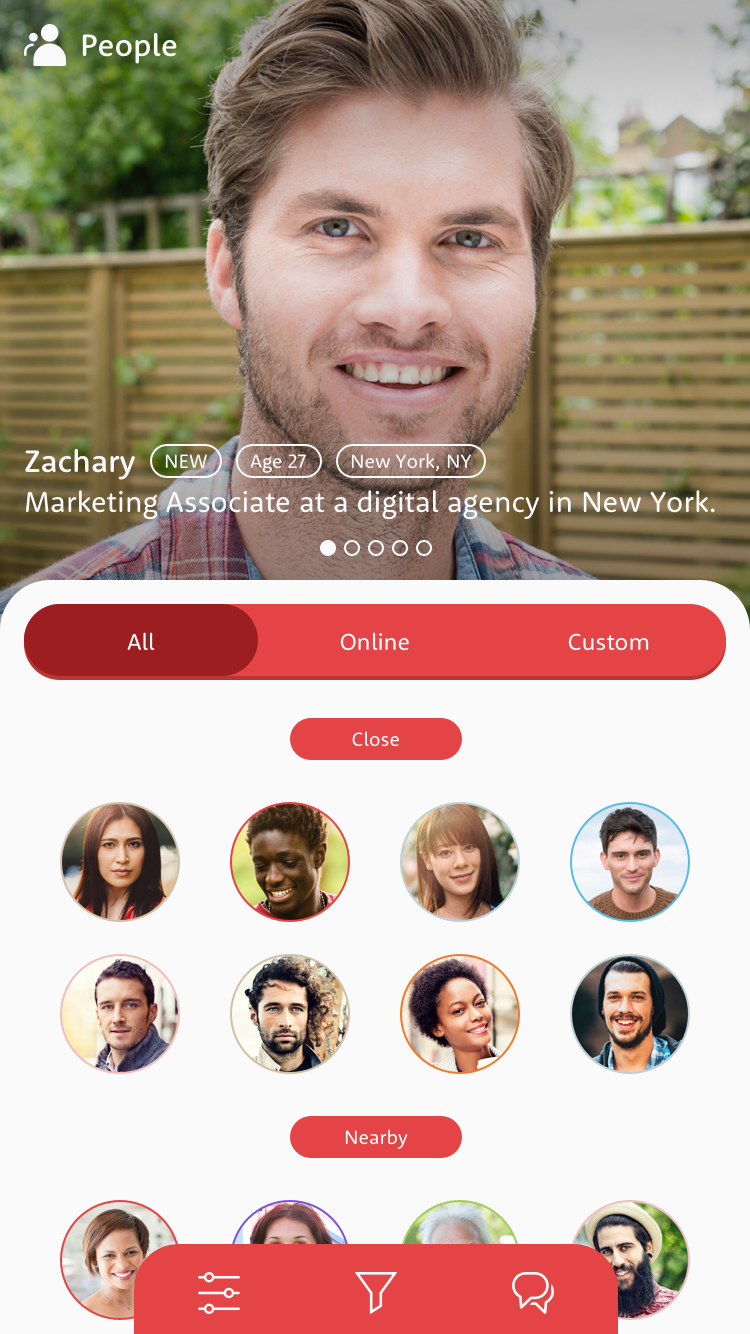 People
Zachary NEW Age 27 New York, NY
Marketing Associate at a digital agency in New York.
All Online Custom
Close
Nearby